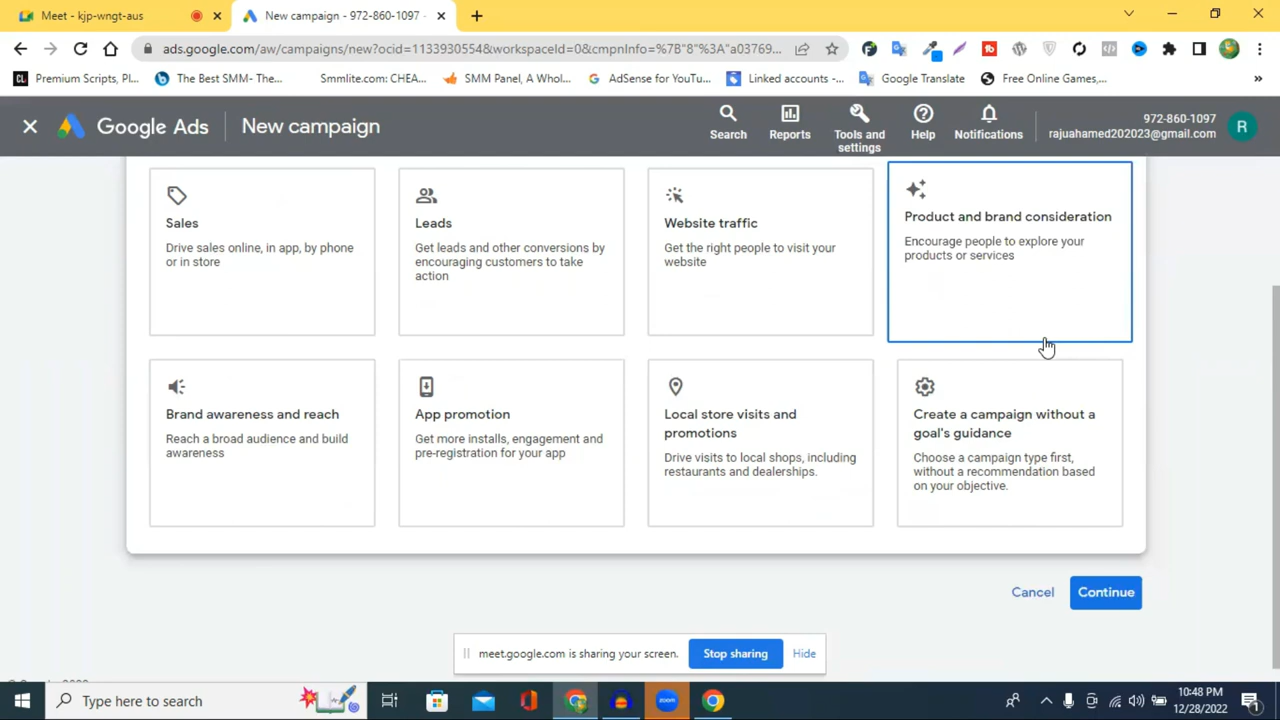 Meet - kjp-wngt-aus
New campaign - 972-860-1097 -
ads.google.com/aw/campaigns/new?ocid=11339305548&workspaceId=0&cmpnInfo=%7B"8"%3A"a03769...
Premium Scripts, Pl...
The Best SMM- The...
Smmlite.com: CHEA...
SMM Panel, A Whol...
AdSense for YouTu...
Linked accounts -...
Google Translate
Free Online Games,...
Google Ads
New campaign
Search
Reports
Tools and
settings
Help
Notifications
972-860-1097
rajuahamed202023@gmail.com
R
Sales
Drive sales online, in app, by phone
or in store
Leads
Get leads and other conversions by
encouraging customers to take
action
Website traffic
Get the right people to visit your
website
Product and brand consideration
Encourage people to explore your
products or services
Brand awareness and reach
Reach a broad audience and build
awareness
App promotion
Get more installs, engagement and
pre-registration for your app
Local store visits and
promotions
Drive visits to local shops, including
restaurants and dealerships.
Create a campaign without a
goal's guidance
Choose a campaign type first,
without a recommendation based
on your objective.
Cancel
Continue
meet.google.com is sharing your screen.
Stop sharing
Hide
Type here to search
zoom
10:48 PM
12/28/2022
1